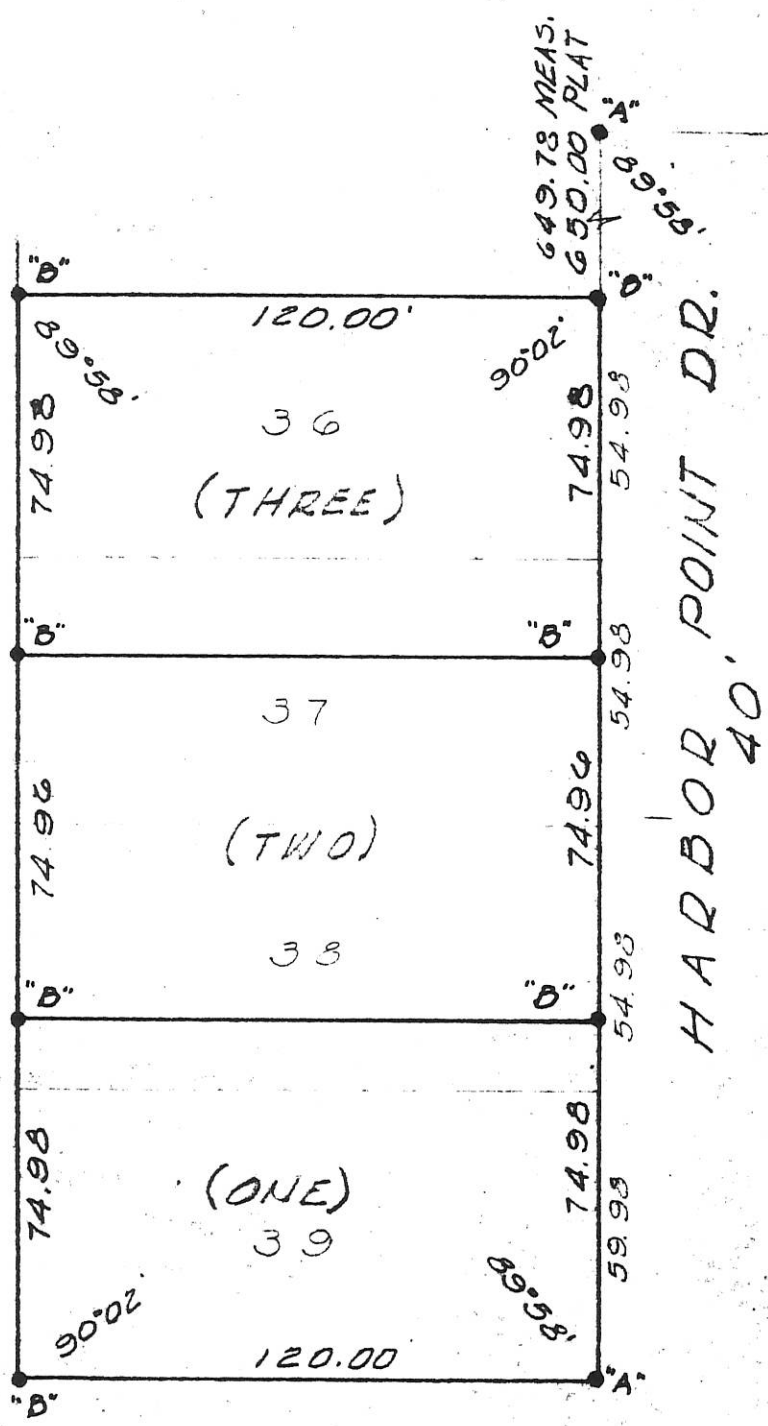 649.78 MEAS.
650.00 PLAT
"A"
89°58'
"B"
"B"
120.00'
89°58'
90°02'
74.98
74.98
54.98
36
(THREE)
"B"
"B"
54.98
37
74.96
74.96
(TWO)
38
"B"
"B"
54.98
74.98
74.98
(ONE)
39
59.98
90°02'
89°58'
120.00
"B"
"A"
HARBOR POINT DR.
40'